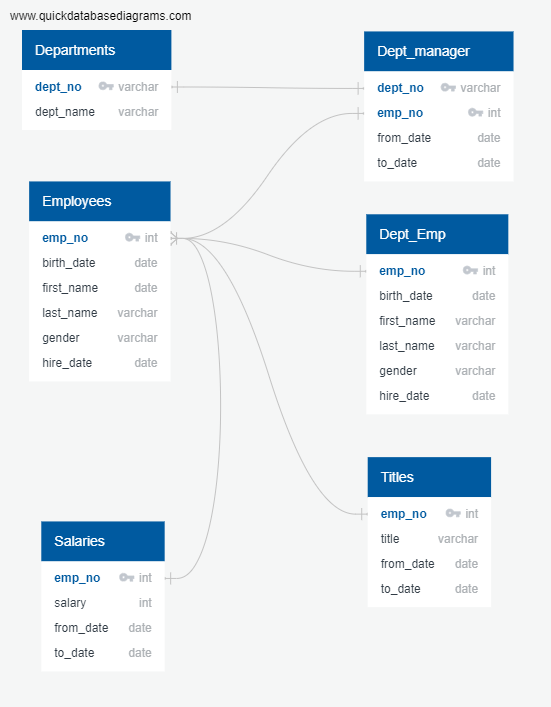 www.quickdatabasediagrams.com
Departments
dept_no varchar
dept_name varchar
Dept_manager
dept_no varchar
emp_no int
from_date date
to_date date
Employees
emp_no int
birth_date date
first_name date
last_name varchar
gender varchar
hire_date date
Dept_Emp
emp_no int
birth_date date
first_name varchar
last_name varchar
gender varchar
hire_date date
Titles
emp_no int
title varchar
from_date date
to_date date
Salaries
emp_no int
salary int
from_date date
to_date date